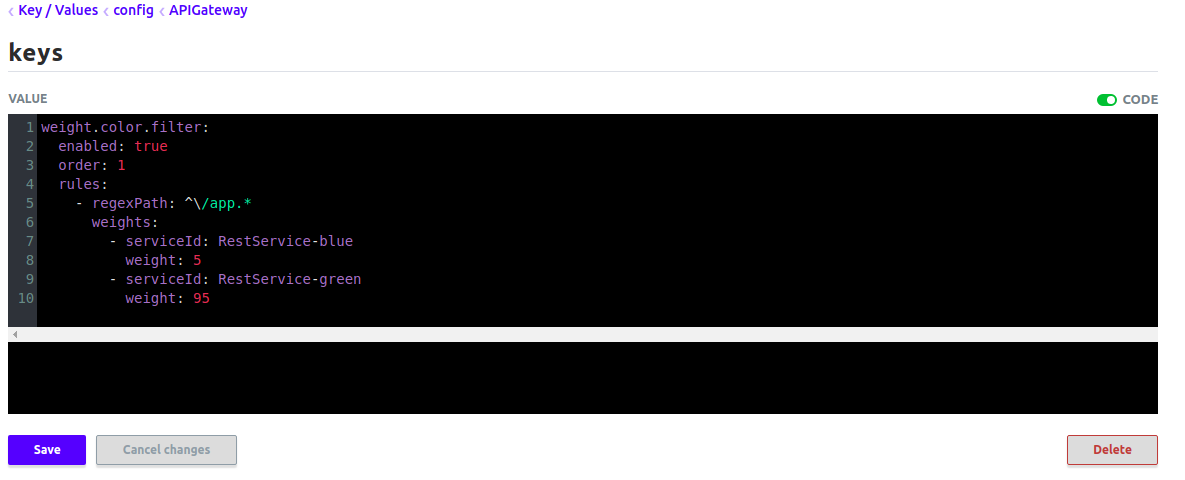 ‹ Key / Values ‹ config ‹ APIGateway
keys
VALUE CODE
1 weight.color.filter:
2   enabled: true
3   order: 1
4   rules:
5     - regexPath: ^\/app.*
6       weights:
7         - serviceId: RestService-blue
8           weight: 5
9         - serviceId: RestService-green
10           weight: 95
Save Cancel changes Delete